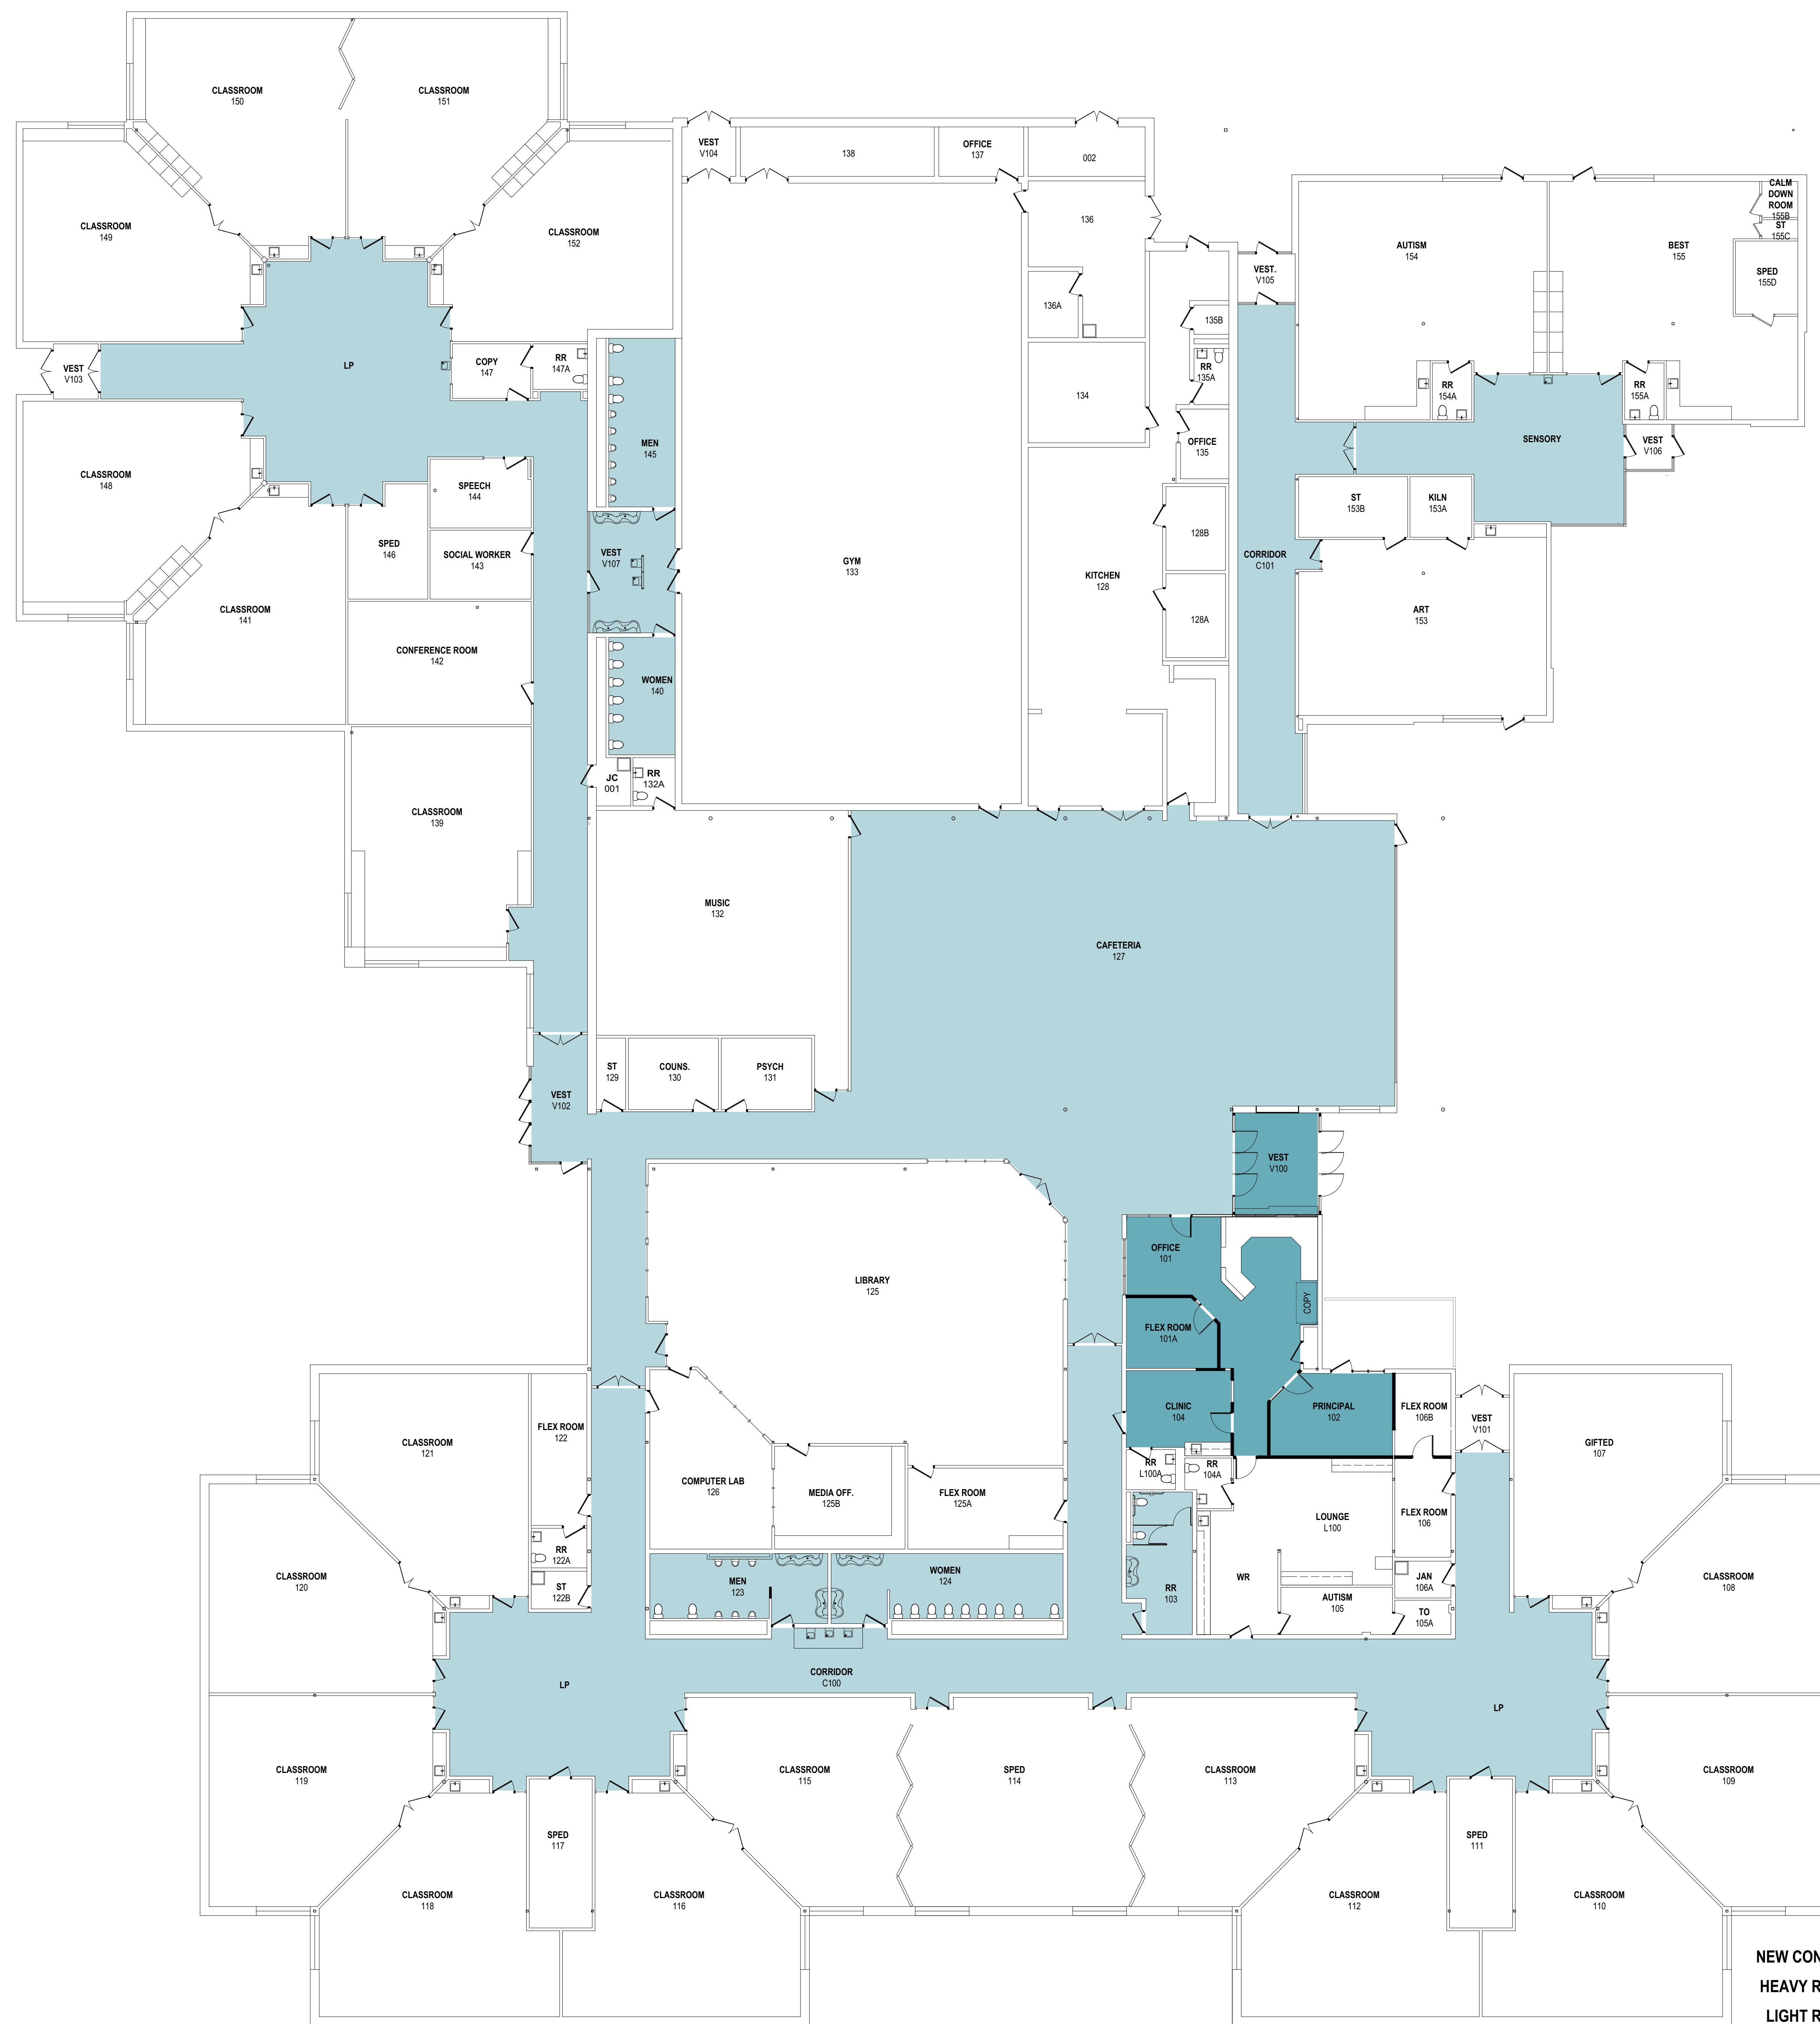 CLASSROOM
150
CLASSROOM
151
VEST
V104
138
OFFICE
137
002
CLASSROOM
149
CLASSROOM
152
136
AUTISM
154
BEST
155
CALM
DOWN
ROOM
155B
ST
155C
SPED
155D
VEST.
V105
136A
135B
VEST
V103
LP
COPY
147
RR
147A
RR
135A
134
RR
154A
RR
155A
OFFICE
135
MEN
145
SENSORY
VEST
V106
CLASSROOM
148
SPEECH
144
ST
153B
KILN
153A
SPED
146
SOCIAL WORKER
143
VEST
V107
GYM
133
128B
CORRIDOR
C101
KITCHEN
128
CLASSROOM
141
128A
ART
153
CONFERENCE ROOM
142
WOMEN
140
JC
001
RR
132A
CLASSROOM
139
MUSIC
132
CAFETERIA
127
ST
129
COUNS.
130
PSYCH
131
VEST
V102
VEST
V100
OFFICE
101
LIBRARY
125
COPY
FLEX ROOM
101A
CLINIC
104
PRINCIPAL
102
FLEX ROOM
106B
VEST
V101
FLEX ROOM
122
CLASSROOM
121
GIFTED
107
COMPUTER LAB
126
MEDIA OFF.
125B
FLEX ROOM
125A
RR
L100A
RR
104A
LOUNGE
L100
FLEX ROOM
106
RR
122A
CLASSROOM
120
ST
122B
MEN
123
WOMEN
124
RR
103
WR
AUTISM
105
JAN
106A
TO
105A
CLASSROOM
108
CORRIDOR
C100
LP
LP
CLASSROOM
119
CLASSROOM
115
SPED
114
CLASSROOM
113
CLASSROOM
109
SPED
117
SPED
111
CLASSROOM
118
CLASSROOM
116
CLASSROOM
112
CLASSROOM
110
NEW CON
HEAVY R
LIGHT R